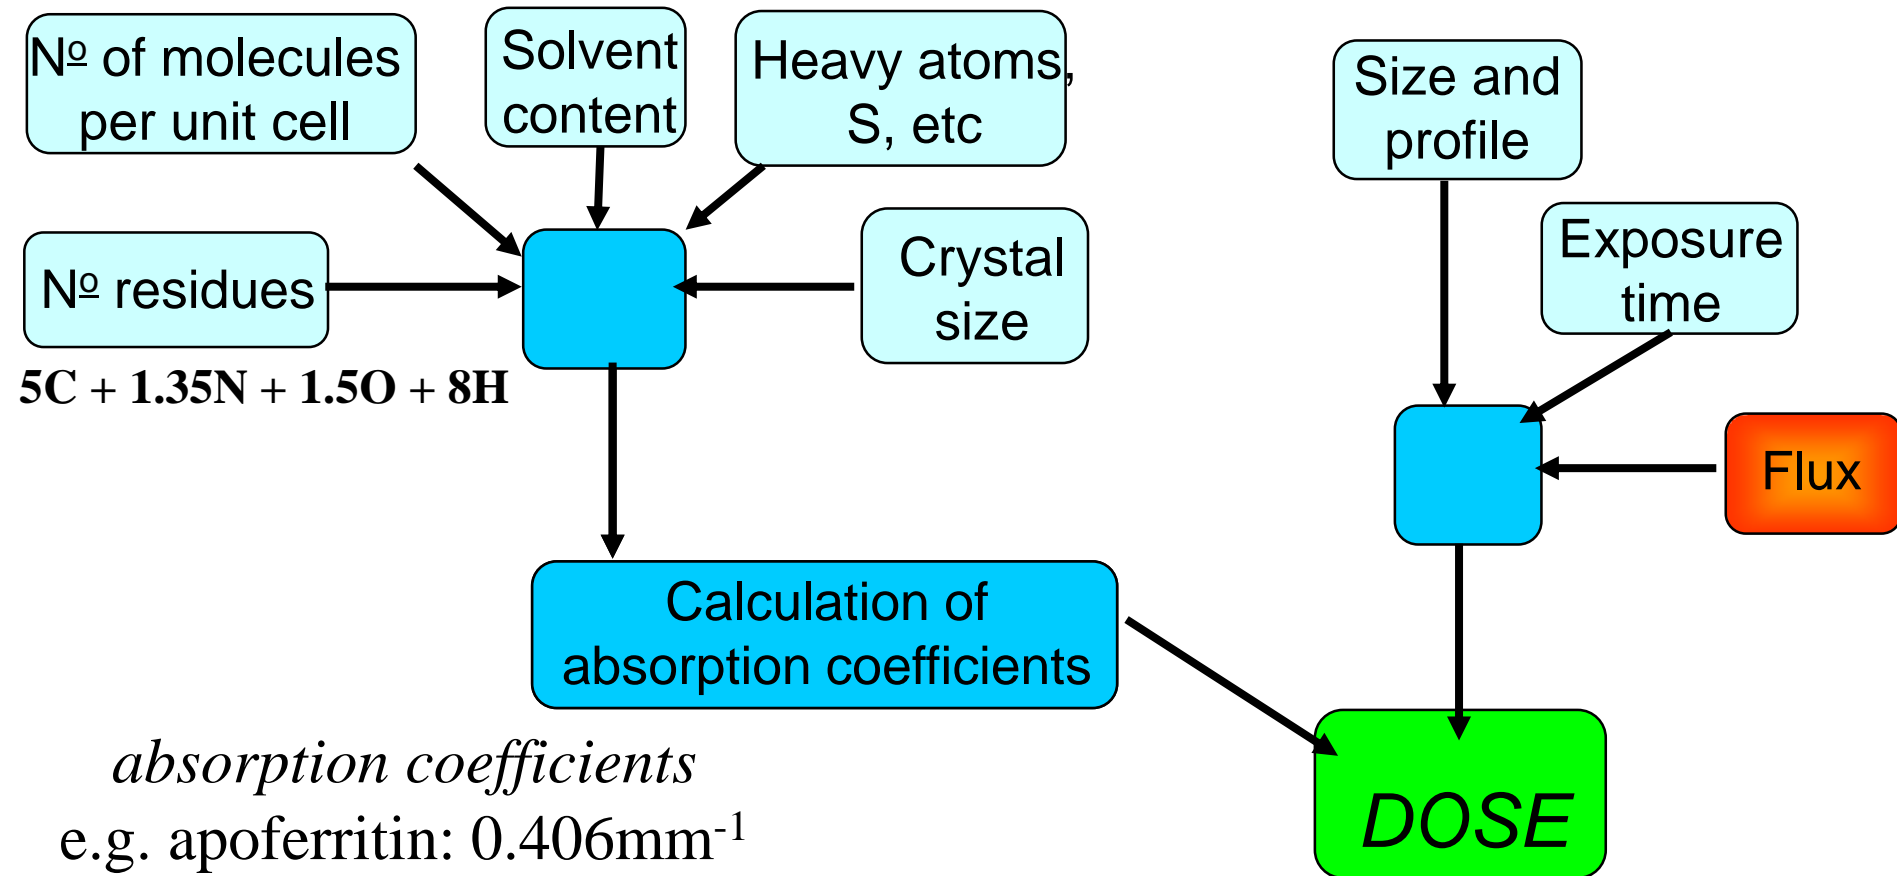 Nº of molecules
per unit cell
Solvent
content
Heavy atoms,
S, etc
Size and
profile
Nº residues
Crystal
size
Exposure
time
5C + 1.35N + 1.5O + 8H
Flux
Calculation of
absorption coefficients
absorption coefficients
e.g. apoferritin: 0.406mm⁻¹
DOSE